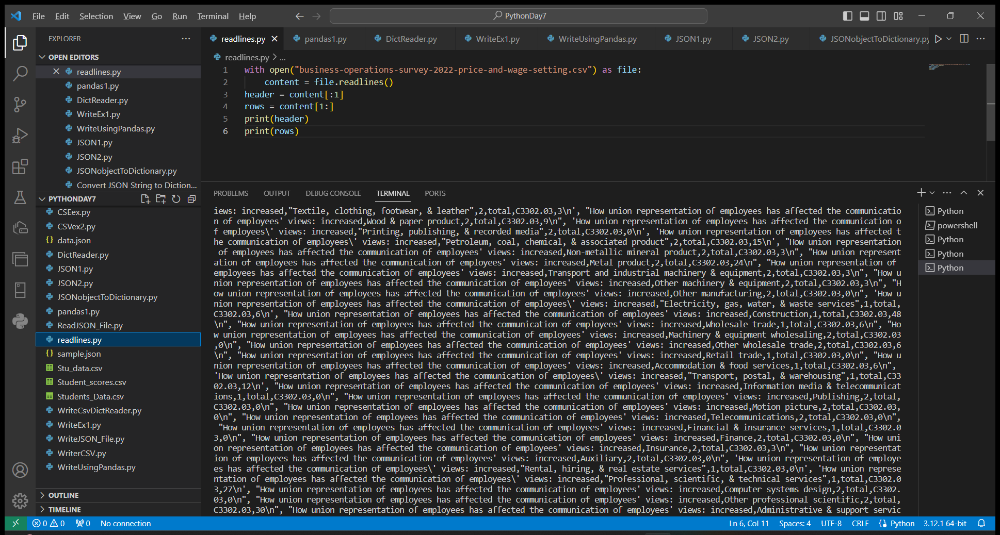 File Edit Selection View Go Run Terminal Help
PythonDay7
EXPLORER
OPEN EDITORS
readlines.py
pandas1.py
DictReader.py
WriteEx1.py
WriteUsingPandas.py
JSON1.py
JSON2.py
JSONobjectToDictionary.py
Convert JSON String to Diction...
PYTHONDAY7
CSEex.py
CSVex2.py
data.json
DictReader.py
JSON1.py
JSON2.py
JSONobjectToDictionary.py
pandas1.py
ReadJSON_File.py
readlines.py
sample.json
Stu_data.csv
Student_scores.csv
Students_Data.csv
WriteCsvDictReader.py
WriteEx1.py
WriteJSON_File.py
WriterCSV.py
WriteUsingPandas.py
OUTLINE
TIMELINE
readlines.py pandas1.py DictReader.py WriteEx1.py WriteUsingPandas.py JSON1.py JSON2.py JSONobjectToDictionary.py
readlines.py > ...
1 with open("business-operations-survey-2022-price-and-wage-setting.csv") as file:
2 content = file.readlines()
3 header = content[:1]
4 rows = content[1:]
5 print(header)
6 print(rows)
PROBLEMS OUTPUT DEBUG CONSOLE TERMINAL PORTS
iews: increased,"Textile, clothing, footwear, & leather",2,total,C3302.03,3\n', "How union representation of employees has affected the communicatio
n of employees' views: increased,Wood & paper product,2,total,C3302.03,9\n", 'How union representation of employees has affected the communication o
f employees\' views: increased,"Printing, publishing, & recorded media",2,total,C3302.03,0\n', 'How union representation of employees has affected t
he communication of employees\' views: increased,"Petroleum, coal, chemical, & associated product",2,total,C3302.03,15\n', "How union representation
of employees has affected the communication of employees' views: increased,Non-metallic mineral product,2,total,C3302.03,3\n", "How union represent
ation of employees has affected the communication of employees' views: increased,Metal product,2,total,C3302.03,24\n", "How union representation of
employees has affected the communication of employees' views: increased,Transport and industrial machinery & equipment,2,total,C3302.03,3\n", "How u
nion representation of employees has affected the communication of employees' views: increased,Other machinery & equipment,2,total,C3302.03,3\n", "H
ow union representation of employees has affected the communication of employees' views: increased,Other manufacturing,2,total,C3302.03,0\n", 'How u
nion representation of employees has affected the communication of employees\' views: increased,"Electricity, gas, water, & waste services",1,total,
C3302.03,6\n', "How union representation of employees has affected the communication of employees' views: increased,Construction,1,total,C3302.03,48
\n", "How union representation of employees has affected the communication of employees' views: increased,Wholesale trade,1,total,C3302.03,6\n", "Ho
w union representation of employees has affected the communication of employees' views: increased,Machinery & equipment wholesaling,2,total,C3302.03
,0\n", "How union representation of employees has affected the communication of employees' views: increased,Other wholesale trade,2,total,C3302.03,6
\n", "How union representation of employees has affected the communication of employees' views: increased,Retail trade,1,total,C3302.03,0\n", "How u
nion representation of employees has affected the communication of employees' views: increased,Accommodation & food services,1,total,C3302.03,6\n",
'How union representation of employees has affected the communication of employees\' views: increased,"Transport, postal, & warehousing",1,total,C33
02.03,12\n', "How union representation of employees has affected the communication of employees' views: increased,Information media & telecommunicat
ions,1,total,C3302.03,0\n", "How union representation of employees has affected the communication of employees' views: increased,Publishing,2,total,
C3302.03,0\n", "How union representation of employees has affected the communication of employees' views: increased,Motion picture,2,total,C3302.03,
0\n", "How union representation of employees has affected the communication of employees' views: increased,Telecommunications,2,total,C3302.03,0\n",
"How union representation of employees has affected the communication of employees' views: increased,Financial & insurance services,1,total,C3302.0
3,0\n", "How union representation of employees has affected the communication of employees' views: increased,Finance,2,total,C3302.03,0\n", "How uni
on representation of employees has affected the communication of employees' views: increased,Insurance,2,total,C3302.03,3\n", "How union representat
ion of employees has affected the communication of employees' views: increased,Auxiliary,2,total,C3302.03,0\n", 'How union representation of employe
es has affected the communication of employees\' views: increased,"Rental, hiring, & real estate services",1,total,C3302.03,0\n', 'How union represe
ntation of employees has affected the communication of employees\' views: increased,"Professional, scientific, & technical services",1,total,C3302.0
3,27\n', "How union representation of employees has affected the communication of employees' views: increased,Computer systems design,2,total,C3302.
03,0\n", "How union representation of employees has affected the communication of employees' views: increased,Other professional scientific,2,total,
C3302.03,30\n", "How union representation of employees has affected the communication of employees' views: increased,Administrative & support servic
Python
powershell
Python
Python
Python
0 0 0 No connection Ln 6, Col 11 Spaces: 4 UTF-8 CRLF Python 3.12.1 64-bit